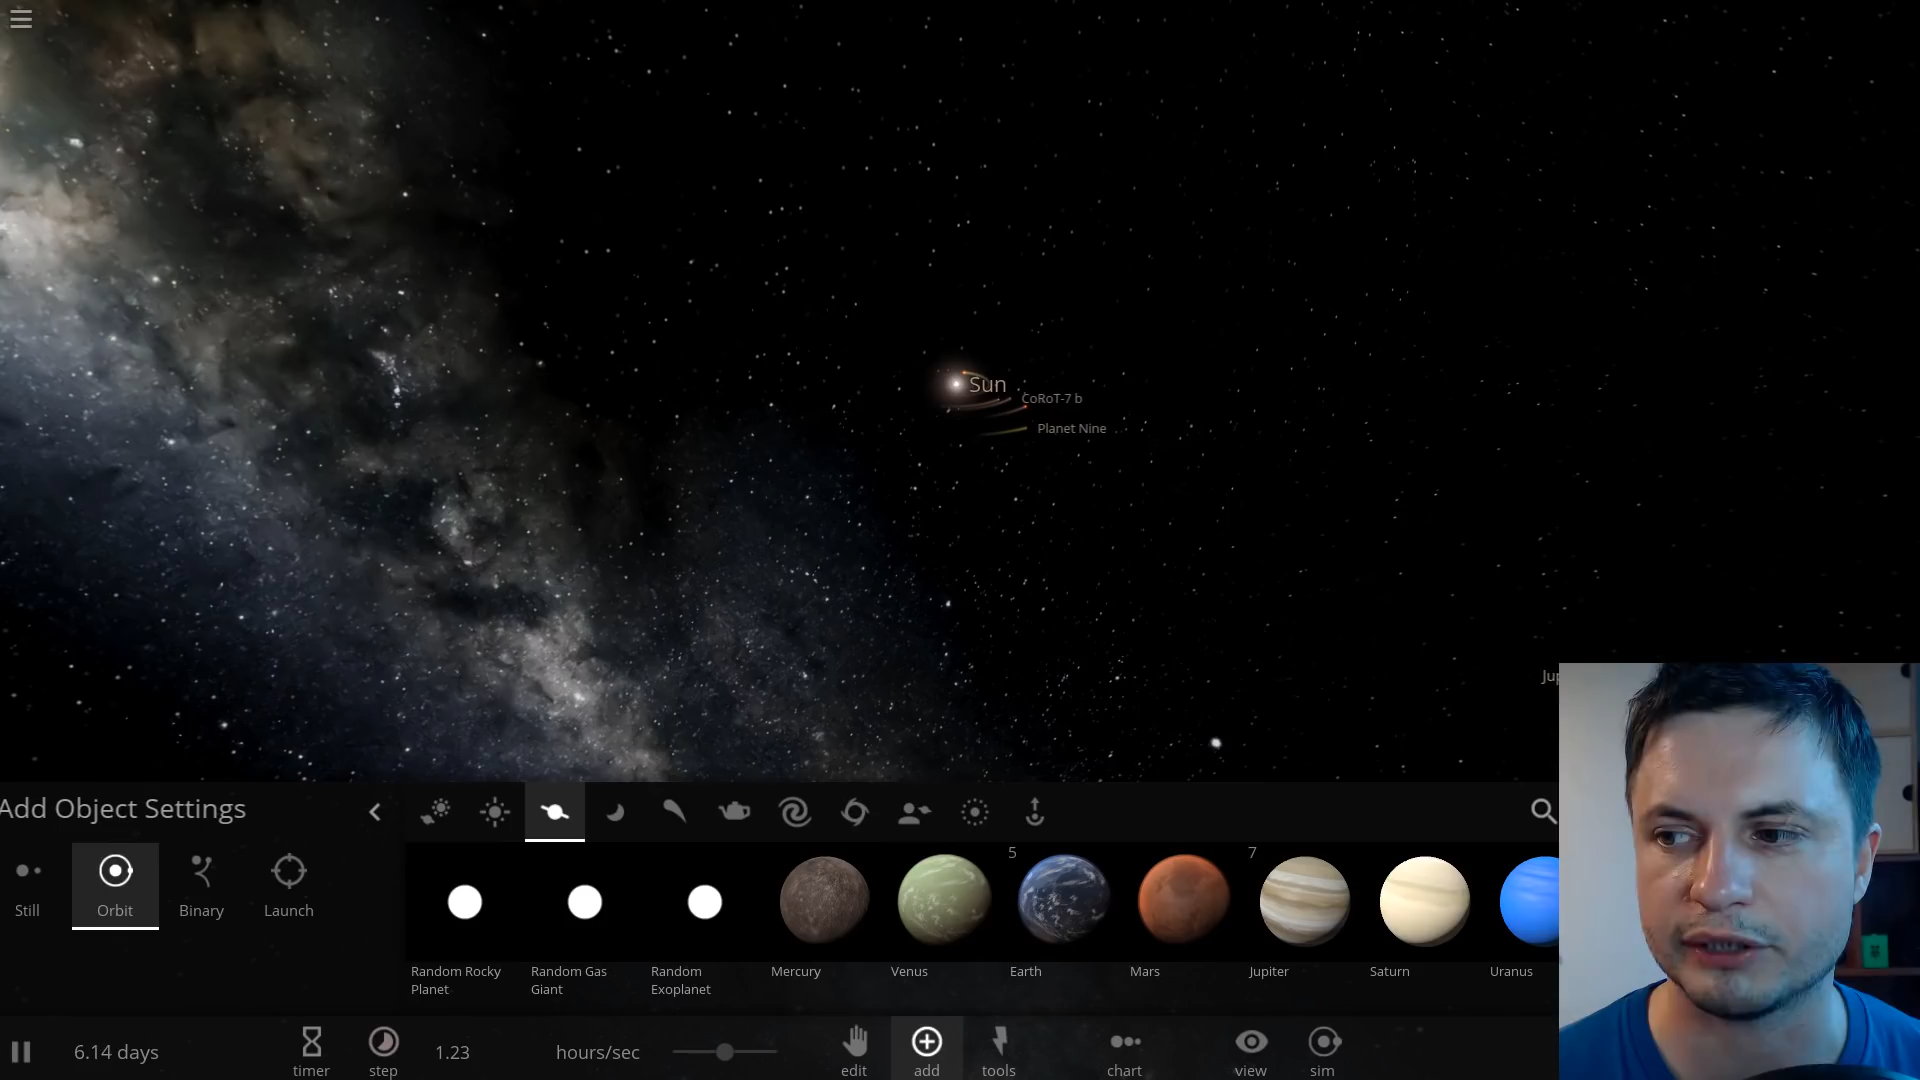 Sun
CoRoT-7 b
Planet Nine
Add Object Settings
Still
Orbit
Binary
Launch
5
7
Random Rocky
Planet
Random Gas
Giant
Random
Exoplanet
Mercury
Venus
Earth
Mars
Jupiter
Saturn
Uranus
6.14 days
timer
step
1.23
hours/sec
edit
add
tools
chart
view
sim